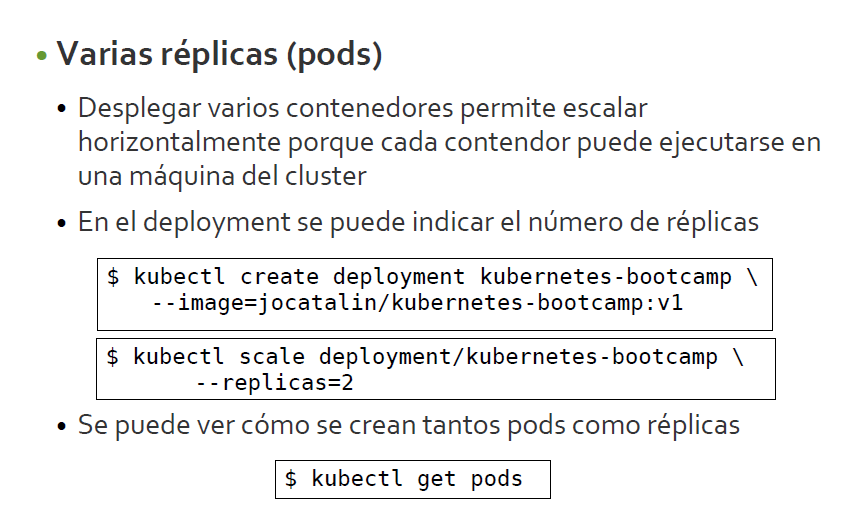 • Varias réplicas (pods)
• Desplegar varios contenedores permite escalar
horizontalmente porque cada contendor puede ejecutarse en
una máquina del cluster
• En el deployment se puede indicar el número de réplicas
$ kubectl create deployment kubernetes-bootcamp \
--image=jocatalin/kubernetes-bootcamp:v1
$ kubectl scale deployment/kubernetes-bootcamp \
--replicas=2
• Se puede ver cómo se crean tantos pods como réplicas
$ kubectl get pods